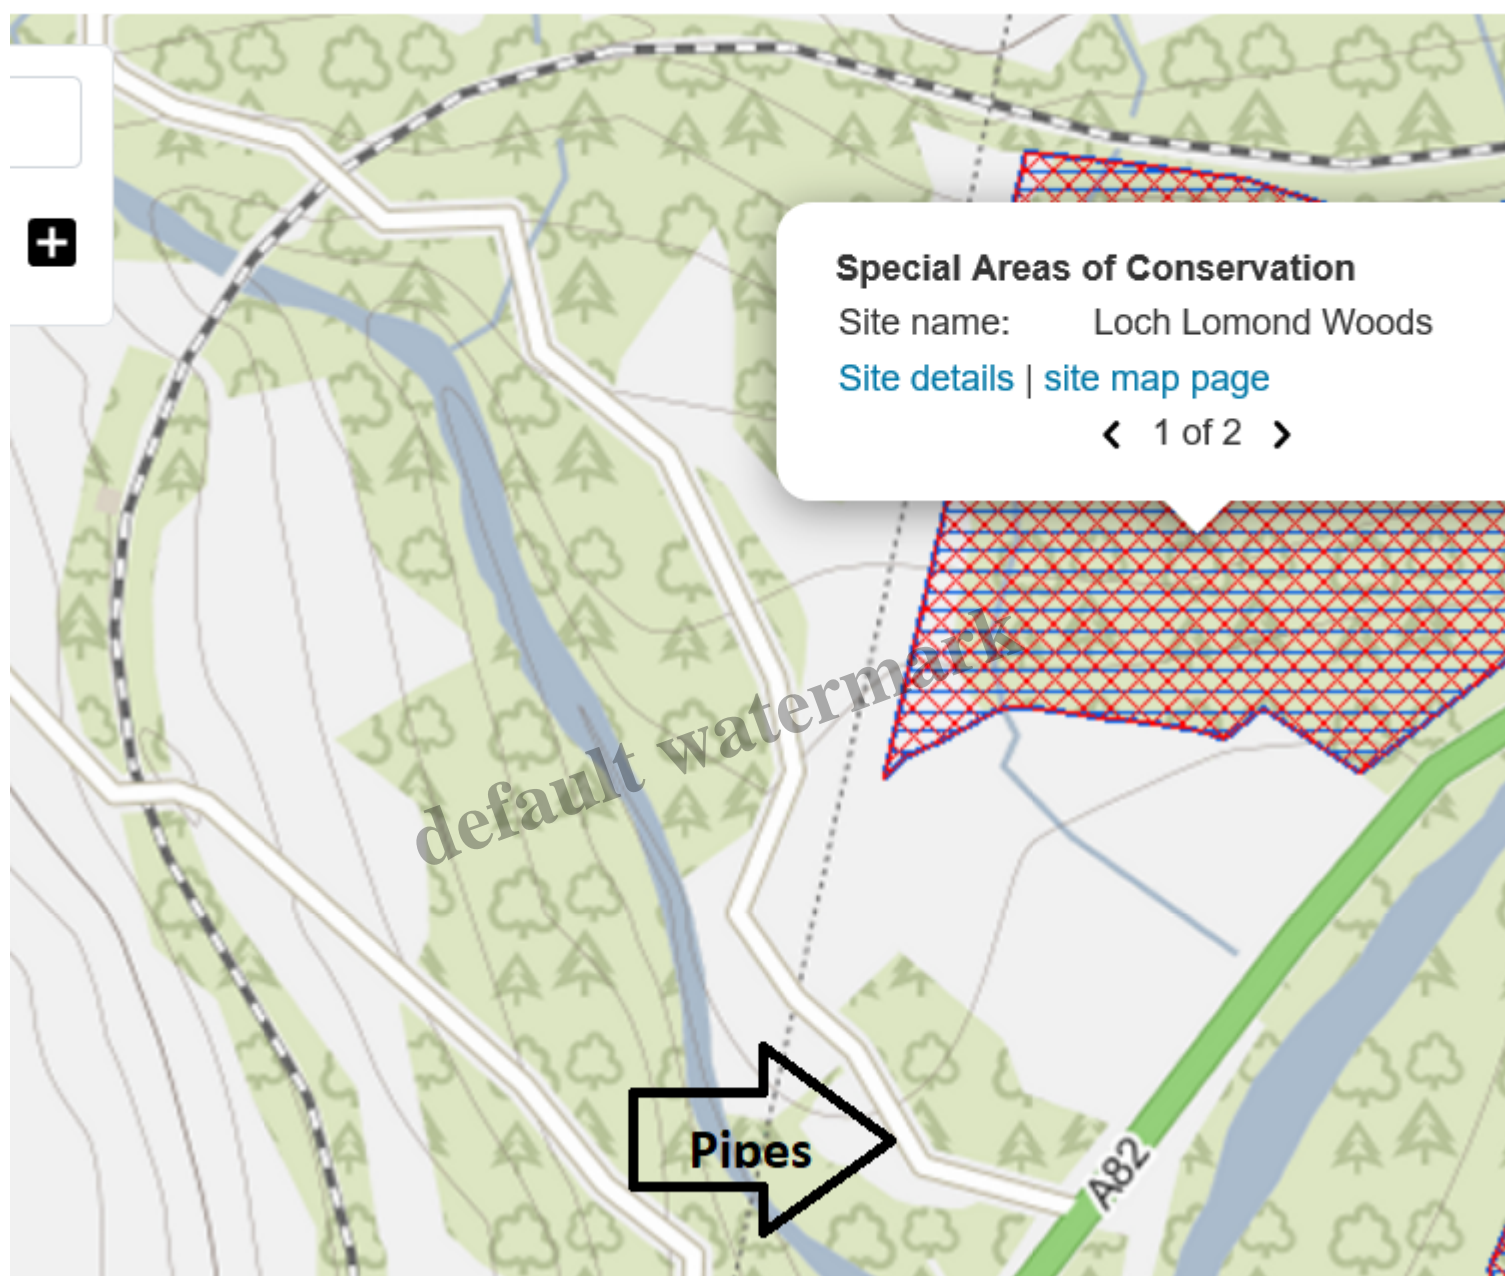 Special Areas of Conservation
Site name: Loch Lomond Woods
Site details | site map page
1 of 2
default watermark
Pipes
A82